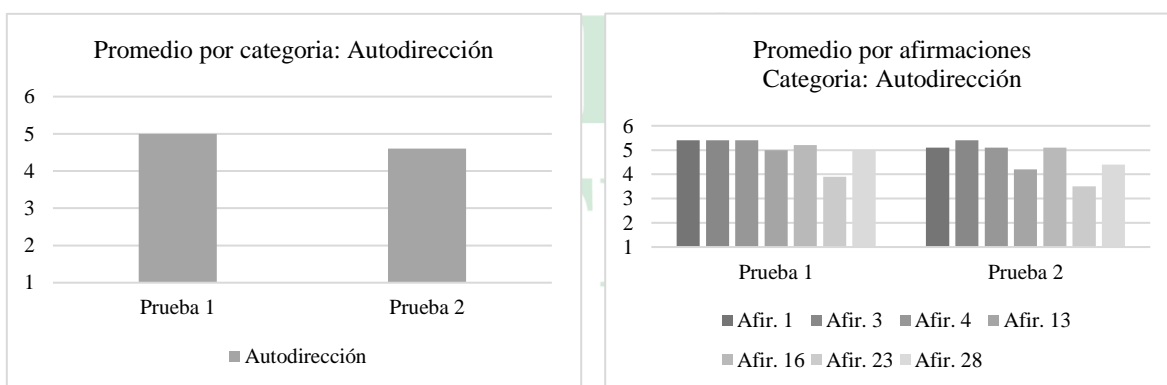 Promedio por categoria: Autodirección
6
5
4
3
2
1
Prueba 1 Prueba 2
Autodirección
Promedio por afirmaciones
Categoria: Autodirección
6
5
4
3
2
1
Prueba 1 Prueba 2
Afir. 1 Afir. 3 Afir. 4 Afir. 13
Afir. 16 Afir. 23 Afir. 28